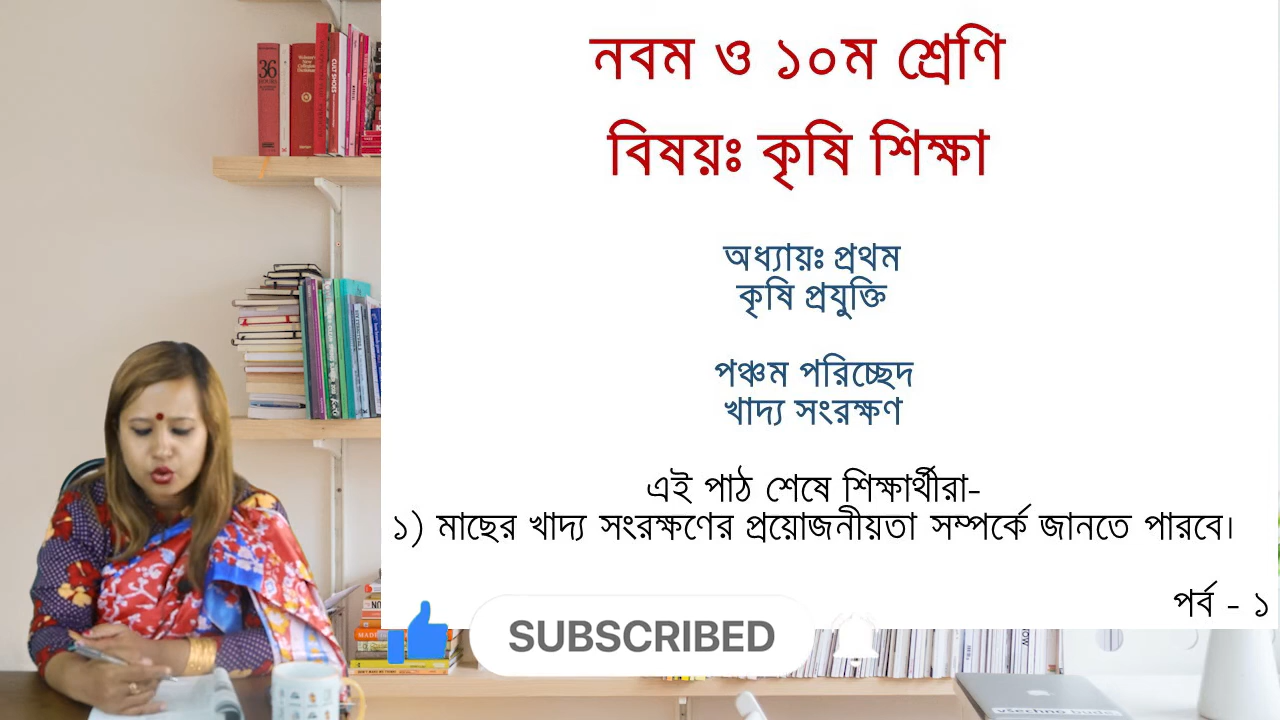 নবম ও ১০ম শ্রেণি
বিষয়ঃ কৃষি শিক্ষা
অধ্যায়ঃ প্রথম
কৃষি প্রযুক্তি
পঞ্চম পরিচ্ছেদ
খাদ্য সংরক্ষণ
এই পাঠ শেষে শিক্ষার্থীরা-
১) মাছের খাদ্য সংরক্ষণের প্রয়োজনীয়তা সম্পর্কে জানতে পারবে।
পর্ব - ১
SUBSCRIBED
36